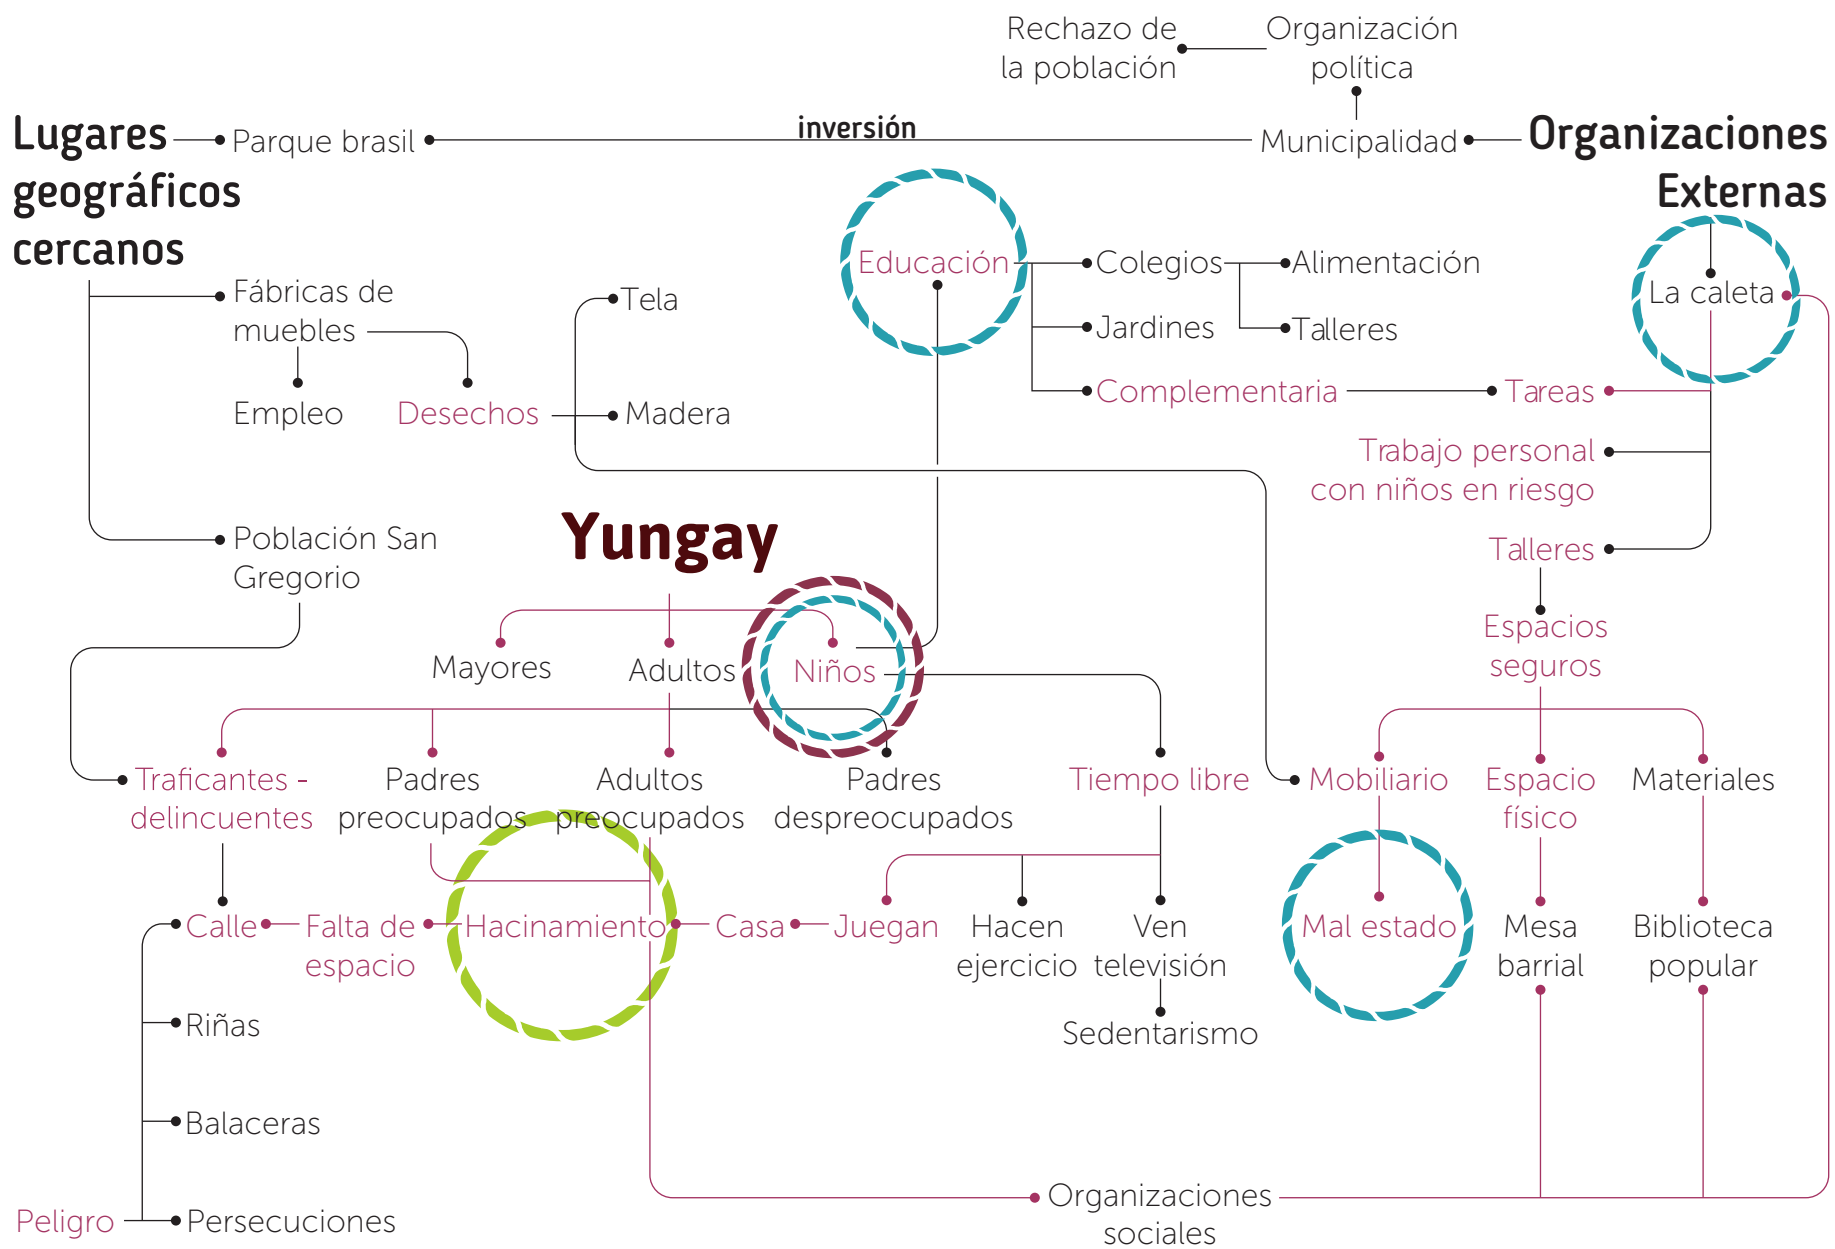 Rechazo de
la población
Organización
política
Lugares
geográficos
cercanos
Parque brasil
inversión
Municipalidad
Organizaciones
Externas
Educación
Colegios
Alimentación
Jardines
Talleres
Complementaria
Tareas
La caleta
Fábricas de
muebles
Tela
Empleo
Desechos
Madera
Trabajo personal
con niños en riesgo
Población San
Gregorio
Yungay
Talleres
Espacios
seguros
Mayores
Adultos
Niños
Traficantes -
delincuentes
Padres
preocupados
Adultos
preocupados
Padres
despreocupados
Tiempo libre
Mobiliario
Espacio
físico
Materiales
Calle
Falta de
espacio
Hacinamiento
Casa
Juegan
Hacen
ejercicio
Ven
televisión
Mal estado
Mesa
barrial
Biblioteca
popular
Riñas
Sedentarismo
Balaceras
Peligro
Persecuciones
Organizaciones
sociales